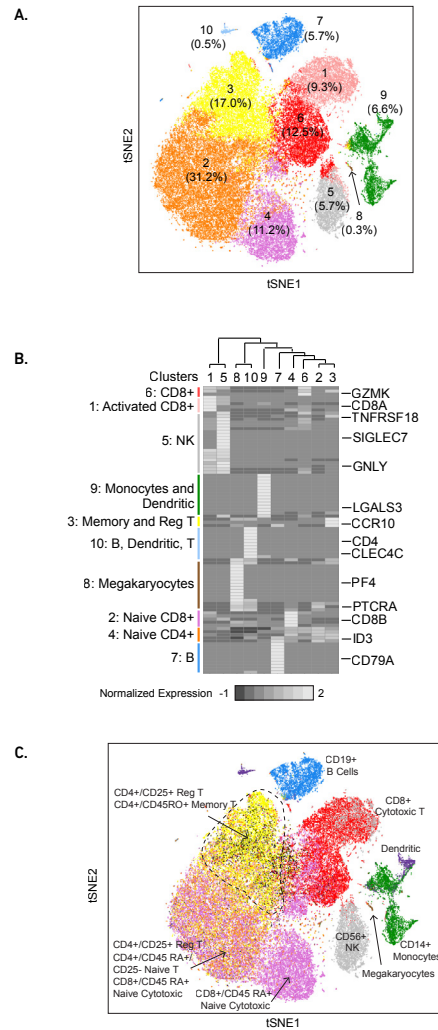 A.
10
(0.5%)
7
(5.7%)
1
(9.3%)
3
(17.0%)
9
(6.6%)
6
(12.5%)
2
(31.2%)
5
(5.7%)
4
(11.2%)
8
(0.3%)
tSNE2
tSNE1
B.
Clusters 1 5 8 10 9 7 4 6 2 3
6: CD8+
1: Activated CD8+
5: NK
9: Monocytes and
Dendritic
3: Memory and Reg T
10: B, Dendritic, T
8: Megakaryocytes
2: Naive CD8+
4: Naive CD4+
7: B
GZMK
CD8A
TNFRSF18
SIGLEC7
GNLY
LGALS3
CCR10
CD4
CLEC4C
PF4
PTCRA
CD8B
ID3
CD79A
Normalized Expression -1 2
C.
CD19+
B Cells
CD4+/CD25+ Reg T
CD4+/CD45RO+ Memory T
CD8+
Cytotoxic T
Dendritic
CD4+/CD25+ Reg T
CD4+/CD45 RA+/
CD25- Naive T
CD8+/CD45 RA+
Naive Cytotoxic
CD8+/CD45 RA+
Naive Cytotoxic
CD56+
NK
CD14+
Monocytes
Megakaryocytes
tSNE2
tSNE1